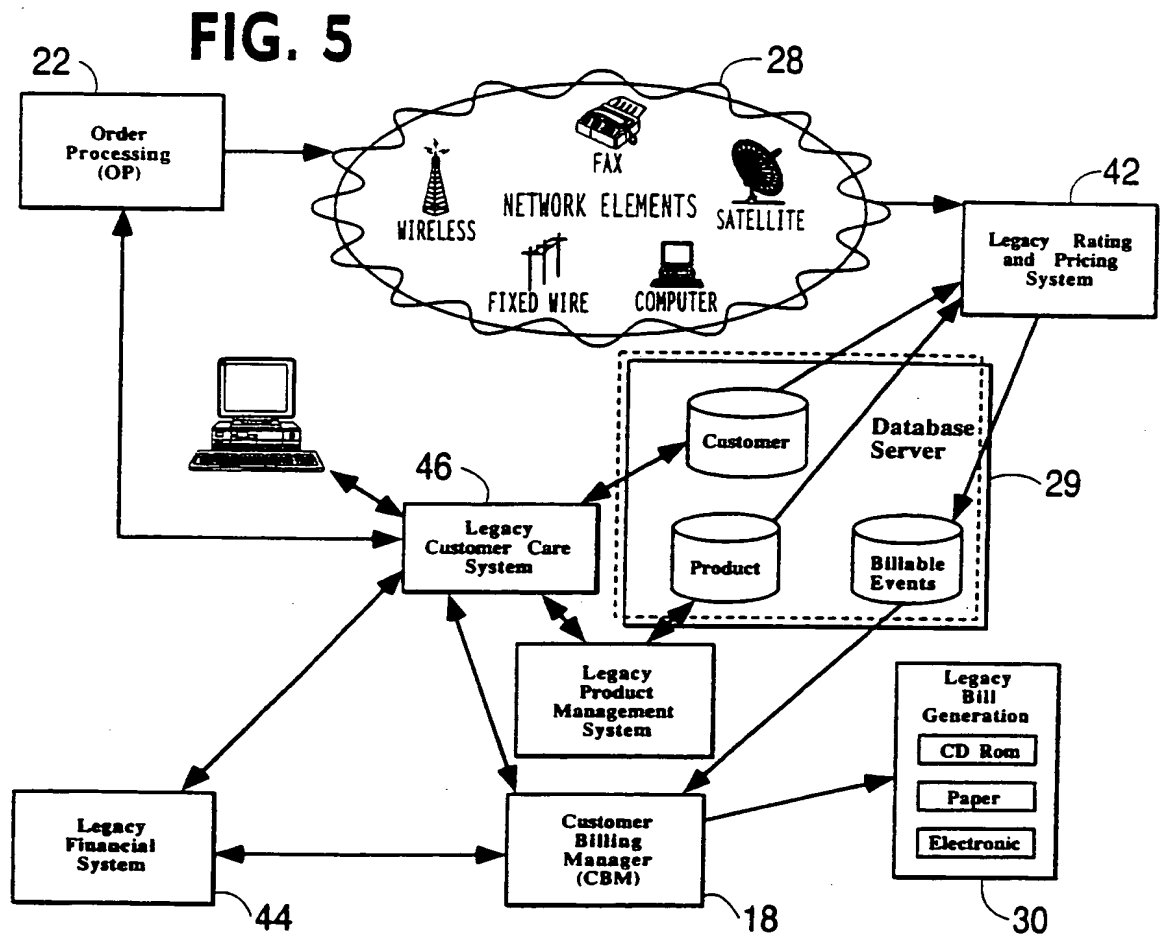 FIG. 5
22
28
Order
Processing
(OP)
FAX
WIRELESS
NETWORK ELEMENTS
SATELLITE
FIXED WIRE
COMPUTER
42
Legacy Rating
and Pricing
System
Customer
Database
Server
29
46
Legacy
Customer Care
System
Product
Billable
Events
Legacy
Product
Management
System
Legacy
Bill
Generation
CD Rom
Paper
Electronic
Legacy
Financial
System
Customer
Billing
Manager
(CBM)
44
18
30